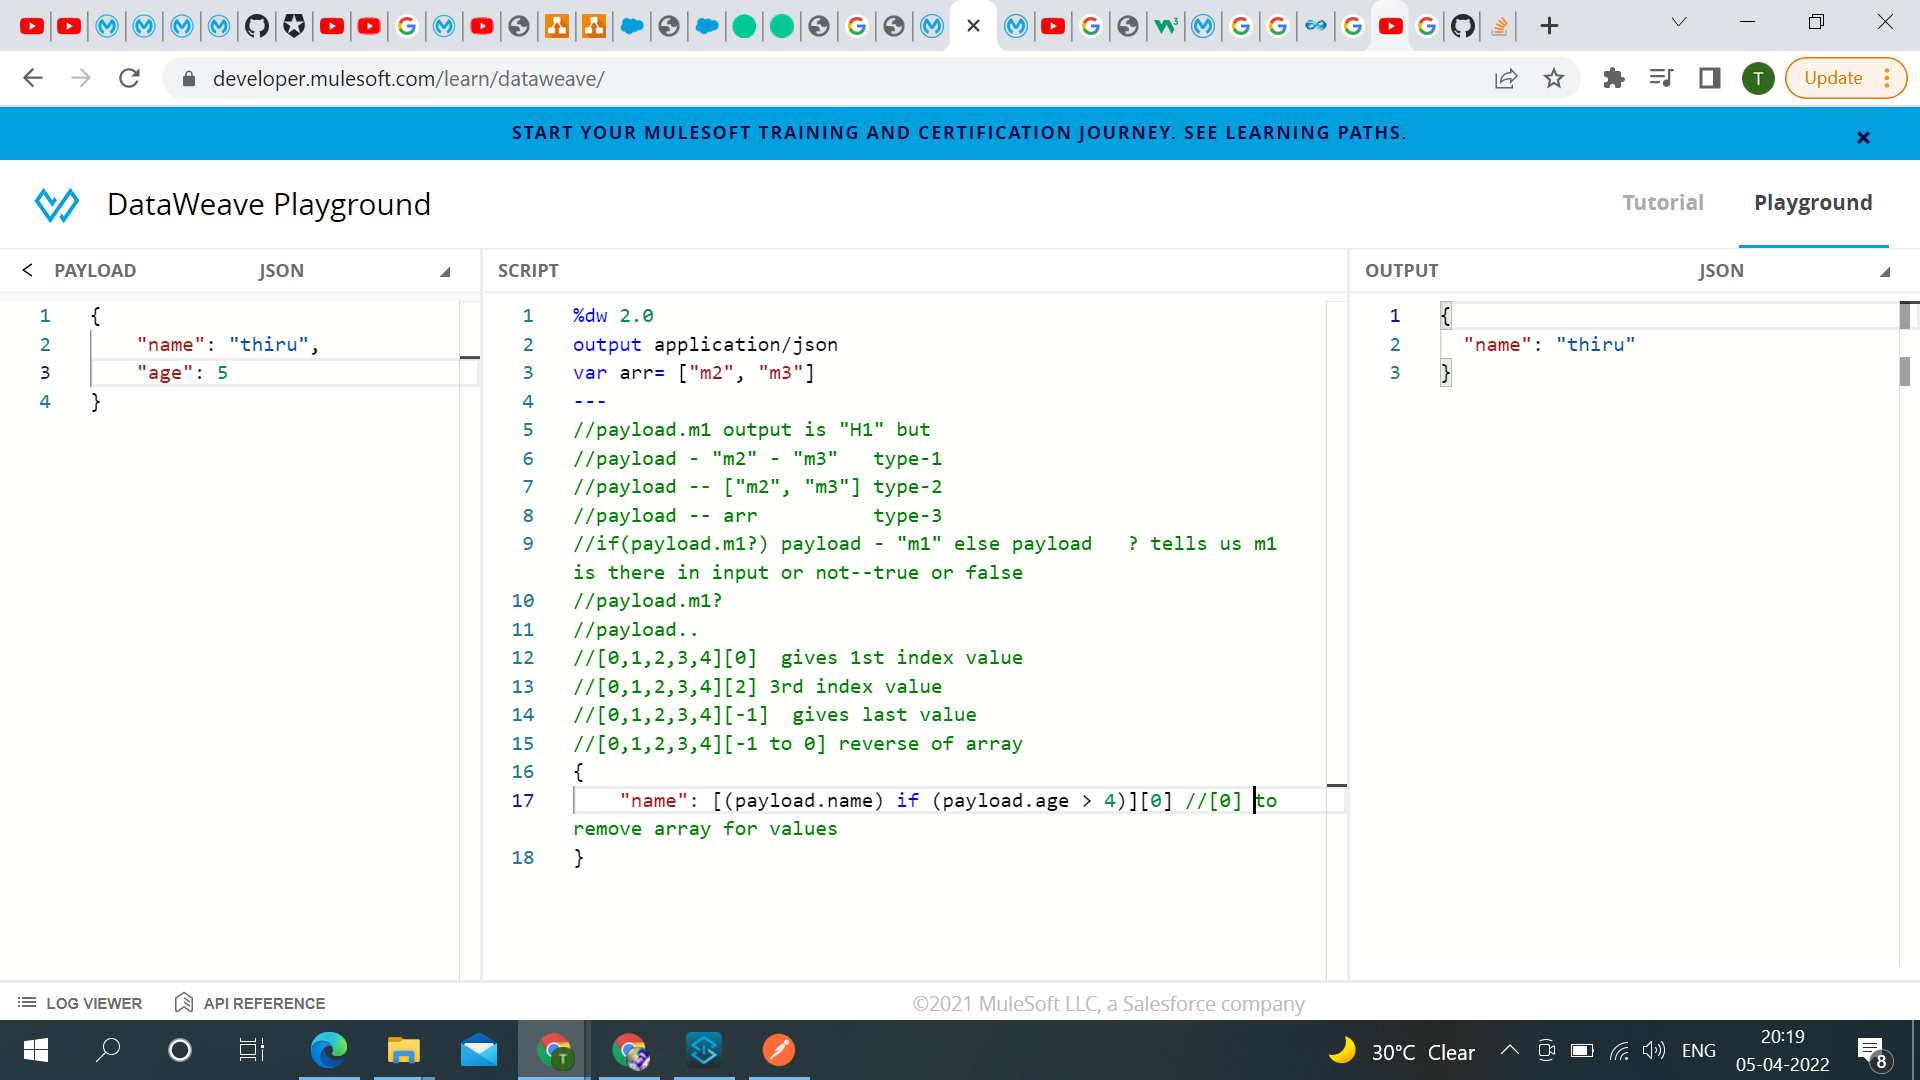 developer.mulesoft.com/learn/dataweave/
T
Update
START YOUR MULESOFT TRAINING AND CERTIFICATION JOURNEY. SEE LEARNING PATHS.
DataWeave Playground
Tutorial
Playground
PAYLOAD
JSON
1 {
2 "name": "thiru",
3 "age": 5
4 }
SCRIPT
1 %dw 2.0
2 output application/json
3 var arr= ["m2", "m3"]
4 ---
5 //payload.m1 output is "H1" but
6 //payload - "m2" - "m3"   type-1
7 //payload -- ["m2", "m3"] type-2
8 //payload -- arr          type-3
9 //if(payload.m1?) payload - "m1" else payload   ? tells us m1
is there in input or not--true or false
10 //payload.m1?
11 //payload..
12 //[0,1,2,3,4][0]  gives 1st index value
13 //[0,1,2,3,4][2] 3rd index value
14 //[0,1,2,3,4][-1]  gives last value
15 //[0,1,2,3,4][-1 to 0] reverse of array
16 {
17 "name": [(payload.name) if (payload.age > 4)][0] //[0] to
remove array for values
18 }
OUTPUT
JSON
1 {
2 "name": "thiru"
3 }
LOG VIEWER
API REFERENCE
©2021 MuleSoft LLC, a Salesforce company
T
30°C Clear
ENG
20:19
05-04-2022
8